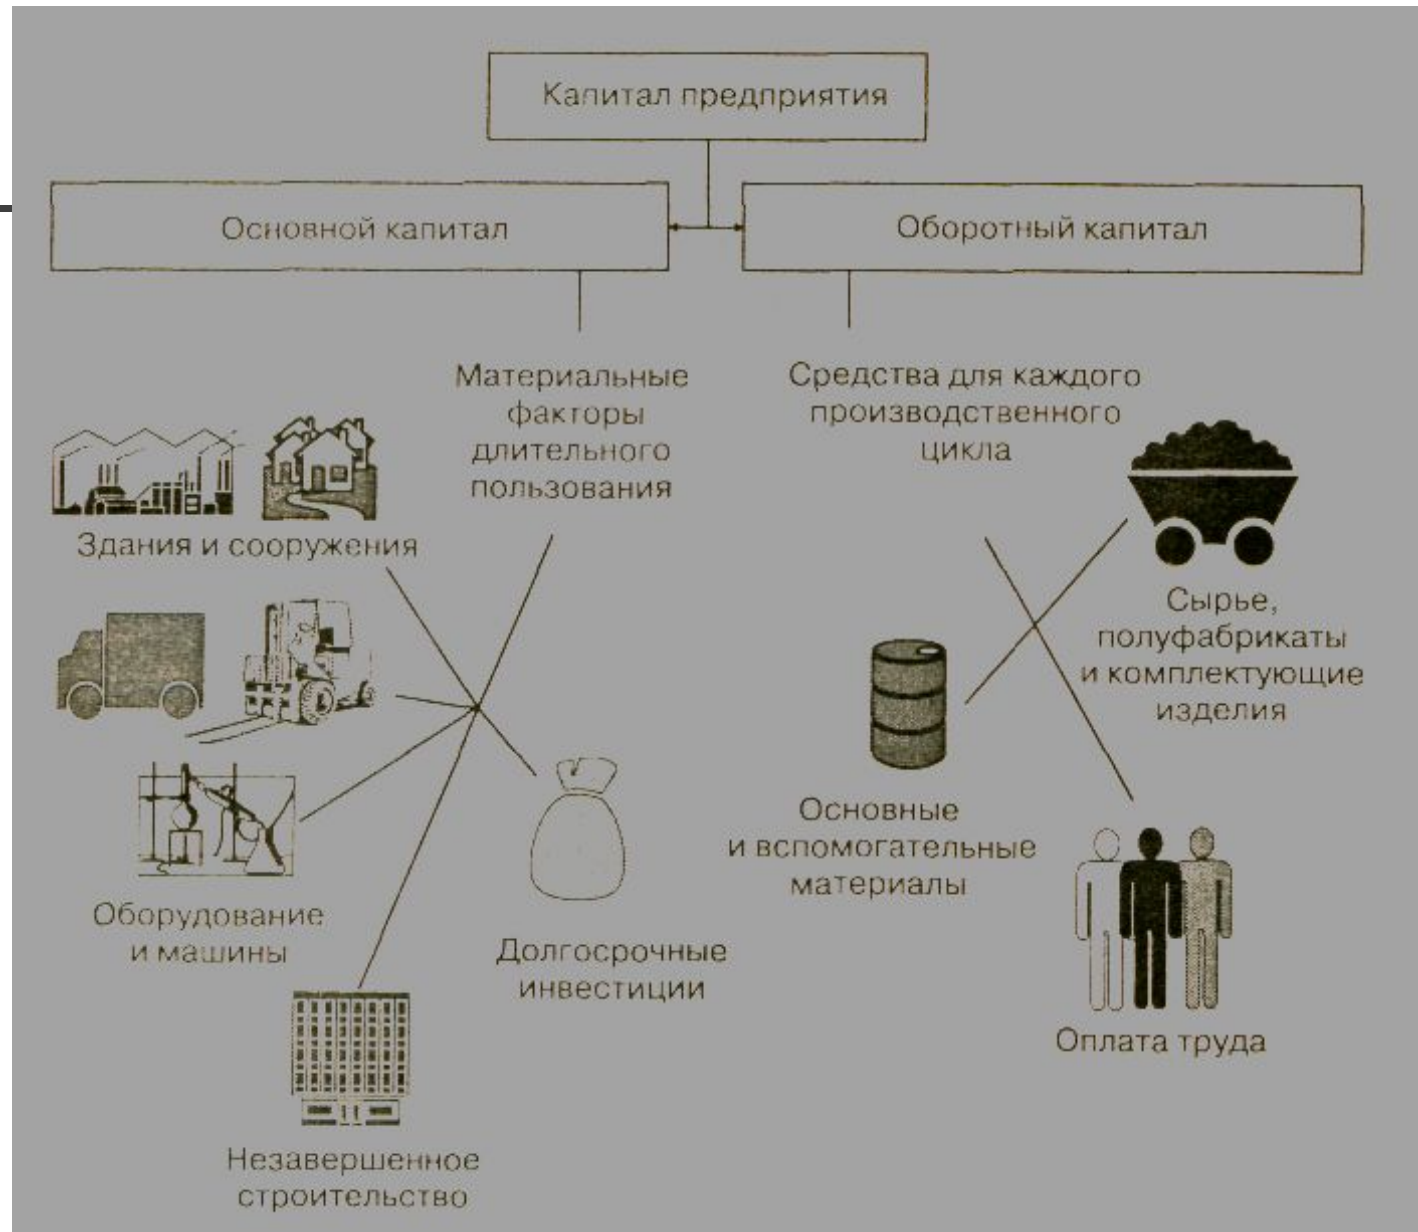 Капитал предприятия
Основной капитал
Оборотный капитал
Материальные
факторы
длительного
пользования
Средства для каждого
производственного
цикла
Здания и сооружения
Сырье,
полуфабрикаты
и комплектующие
изделия
Основные
и вспомогательные
материалы
Оборудование
и машины
Долгосрочные
инвестиции
Оплата труда
Незавершенное
строительство